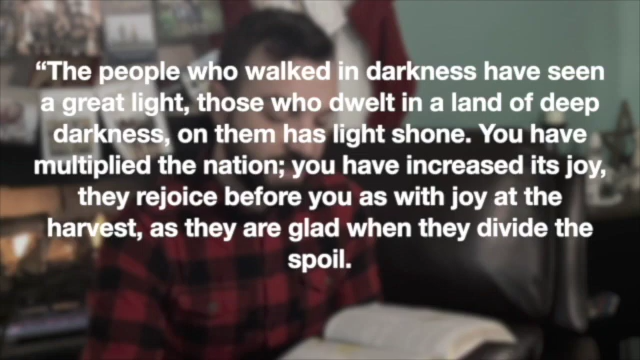 “The people who walked in darkness have seen
a great light, those who dwelt in a land of deep
darkness, on them has light shone. You have
multiplied the nation; you have increased its joy,
they rejoice before you as with joy at the
harvest, as they are glad when they divide the
spoil.